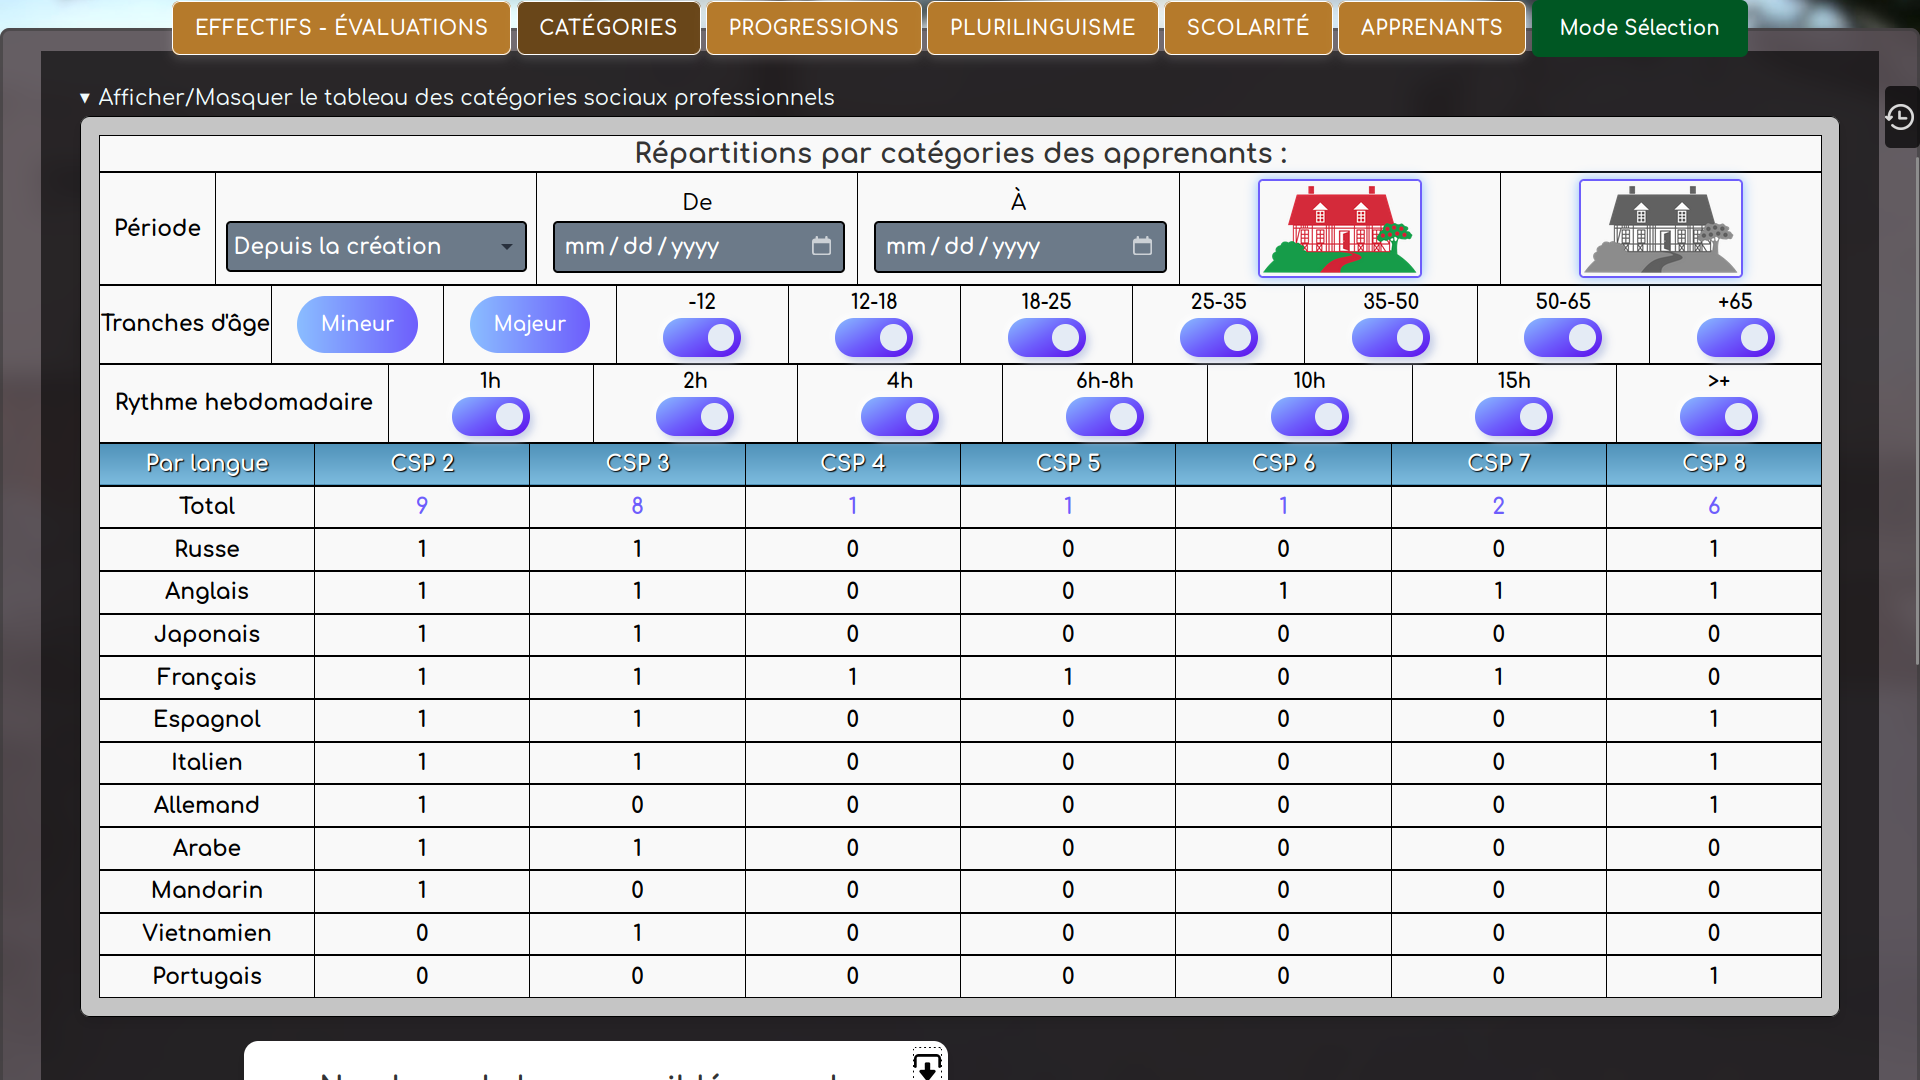 EFFECTIFS - ÉVALUATIONS CATÉGORIES PROGRESSIONS PLURILINGUISME SCOLARITÉ APPRENANTS Mode Sélection
▾ Afficher/Masquer le tableau des catégories sociaux professionnels
Répartitions par catégories des apprenants :
Période Depuis la création De mm/dd/yyyy À mm/dd/yyyy
Tranches d'âge Mineur Majeur -12 12-18 18-25 25-35 35-50 50-65 +65
Rythme hebdomadaire 1h 2h 4h 6h-8h 10h 15h >+
Par langue CSP 2 CSP 3 CSP 4 CSP 5 CSP 6 CSP 7 CSP 8
Total 9 8 1 1 1 2 6
Russe 1 1 0 0 0 0 1
Anglais 1 1 0 0 1 1 1
Japonais 1 1 0 0 0 0 0
Français 1 1 1 1 0 1 0
Espagnol 1 1 0 0 0 0 1
Italien 1 1 0 0 0 0 1
Allemand 1 0 0 0 0 0 1
Arabe 1 1 0 0 0 0 0
Mandarin 1 0 0 0 0 0 0
Vietnamien 0 1 0 0 0 0 0
Portugais 0 0 0 0 0 0 1